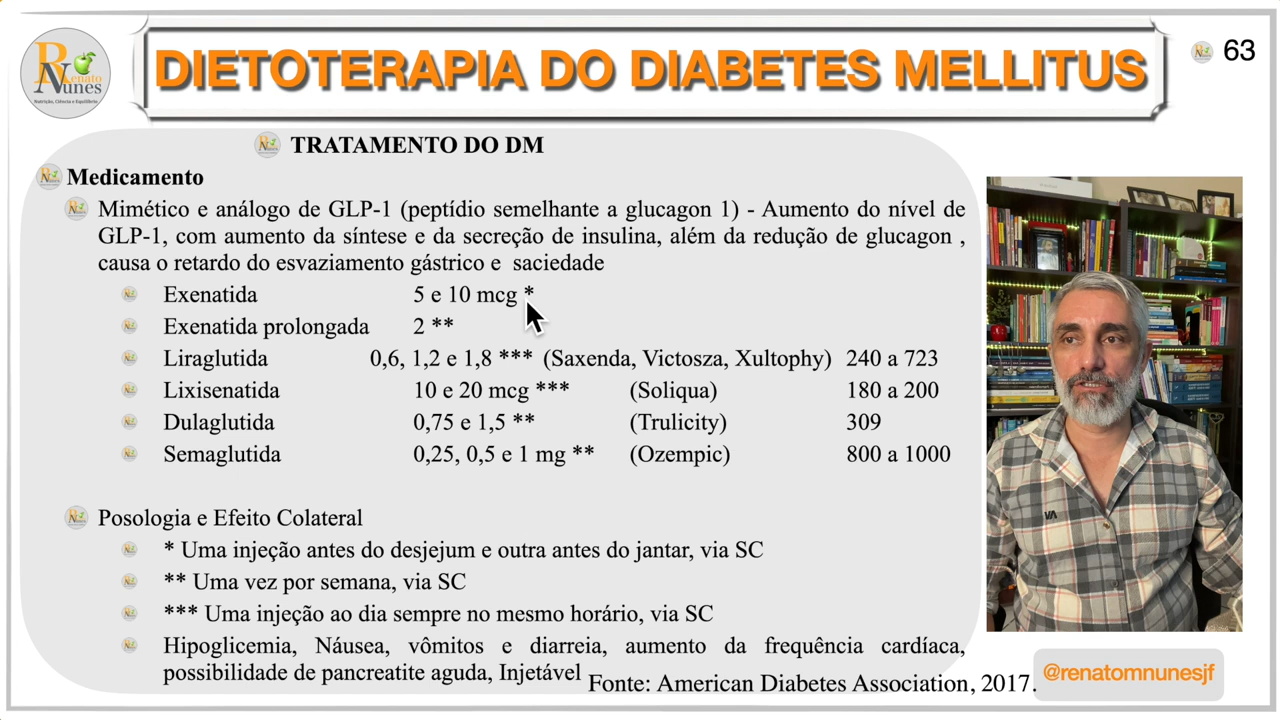 Renato Nunes
Nutrição, Ciência e Equilíbrio
DIETOTERAPIA DO DIABETES MELLITUS
63
TRATAMENTO DO DM
Medicamento
Mimético e análogo de GLP-1 (peptídio semelhante a glucagon 1) - Aumento do nível de
GLP-1, com aumento da síntese e da secreção de insulina, além da redução de glucagon ,
causa o retardo do esvaziamento gástrico e saciedade
Exenatida 5 e 10 mcg *
Exenatida prolongada 2 **
Liraglutida 0,6, 1,2 e 1,8 *** (Saxenda, Victosza, Xultophy) 240 a 723
Lixisenatida 10 e 20 mcg *** (Soliqua) 180 a 200
Dulaglutida 0,75 e 1,5 ** (Trulicity) 309
Semaglutida 0,25, 0,5 e 1 mg ** (Ozempic) 800 a 1000
Posologia e Efeito Colateral
* Uma injeção antes do desjejum e outra antes do jantar, via SC
** Uma vez por semana, via SC
*** Uma injeção ao dia sempre no mesmo horário, via SC
Hipoglicemia, Náusea, vômitos e diarreia, aumento da frequência cardíaca,
possibilidade de pancreatite aguda, Injetável
Fonte: American Diabetes Association, 2017.
@renatomnunesjf